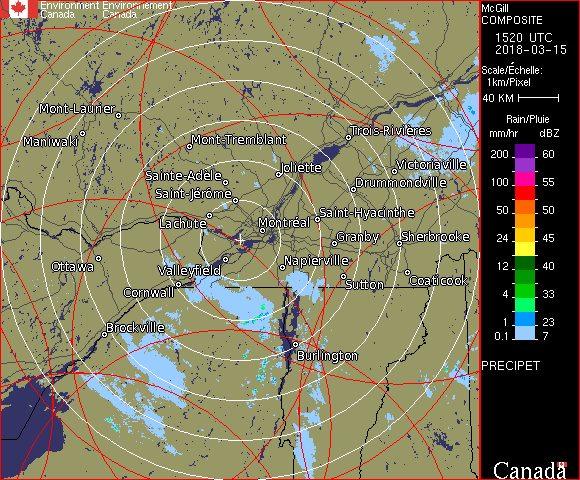 Environment Environnement
Canada Canada
McGill
COMPOSITE
1520 UTC
2018-03-15
Scale/Échelle:
1km/Pixel
40 KM
Rain/Pluie
mm/hr dBZ
200 60
100 55
50 50
24 45
12 40
4 33
1 23
0.1 7
PRECIPET
Canada
Mont-Laurier
Maniwaki
Mont-Tremblant
Trois-Rivières
Sainte-Adèle
Joliette
Victoriaville
Saint-Jérôme
Drummondville
Lachute
Montréal
Saint-Hyacinthe
Granby
Sherbrooke
Ottawa
Valleyfield
Napierville
Cornwall
Sutton
Coaticook
Brockville
Burlington